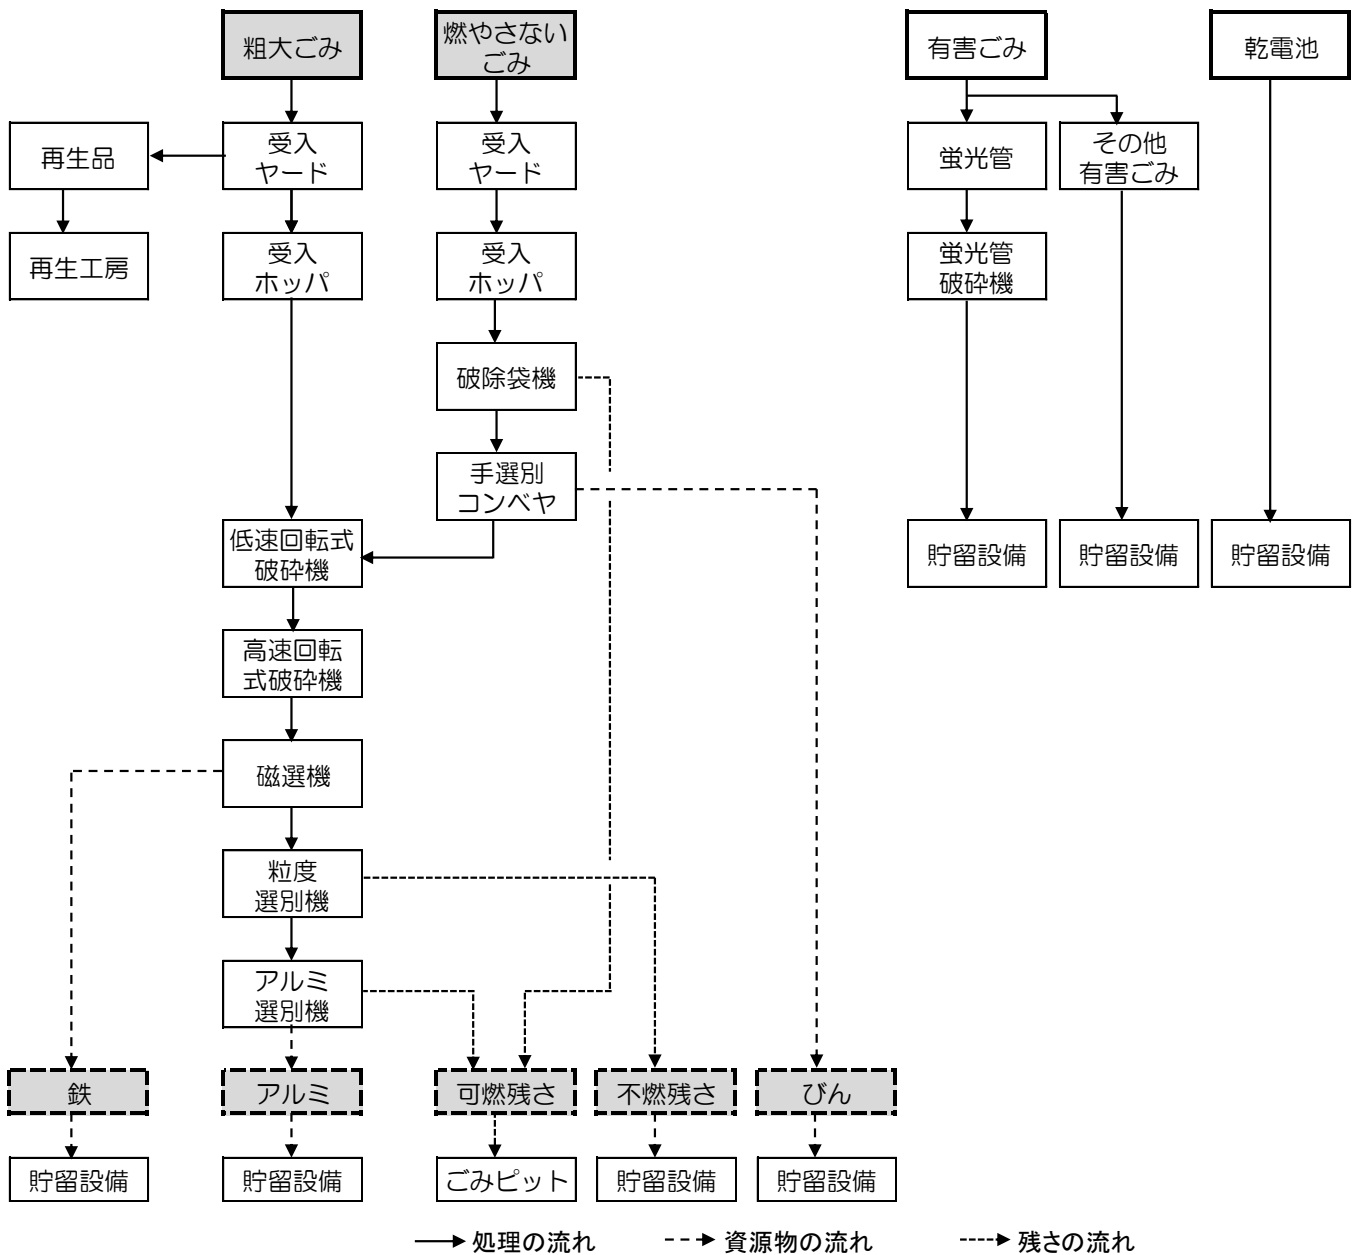 粗大ごみ
燃やさない
ごみ
有害ごみ
乾電池
再生品
受入
ヤード
受入
ヤード
蛍光管
その他
有害ごみ
再生工房
受入
ホッパ
受入
ホッパ
蛍光管
破砕機
破除袋機
手選別
コンベヤ
低速回転式
破砕機
貯留設備
貯留設備
貯留設備
高速回転
式破砕機
磁選機
粒度
選別機
アルミ
選別機
鉄
アルミ
可燃残さ
不燃残さ
びん
貯留設備
貯留設備
ごみピット
貯留設備
貯留設備
処理の流れ
資源物の流れ
残さの流れ